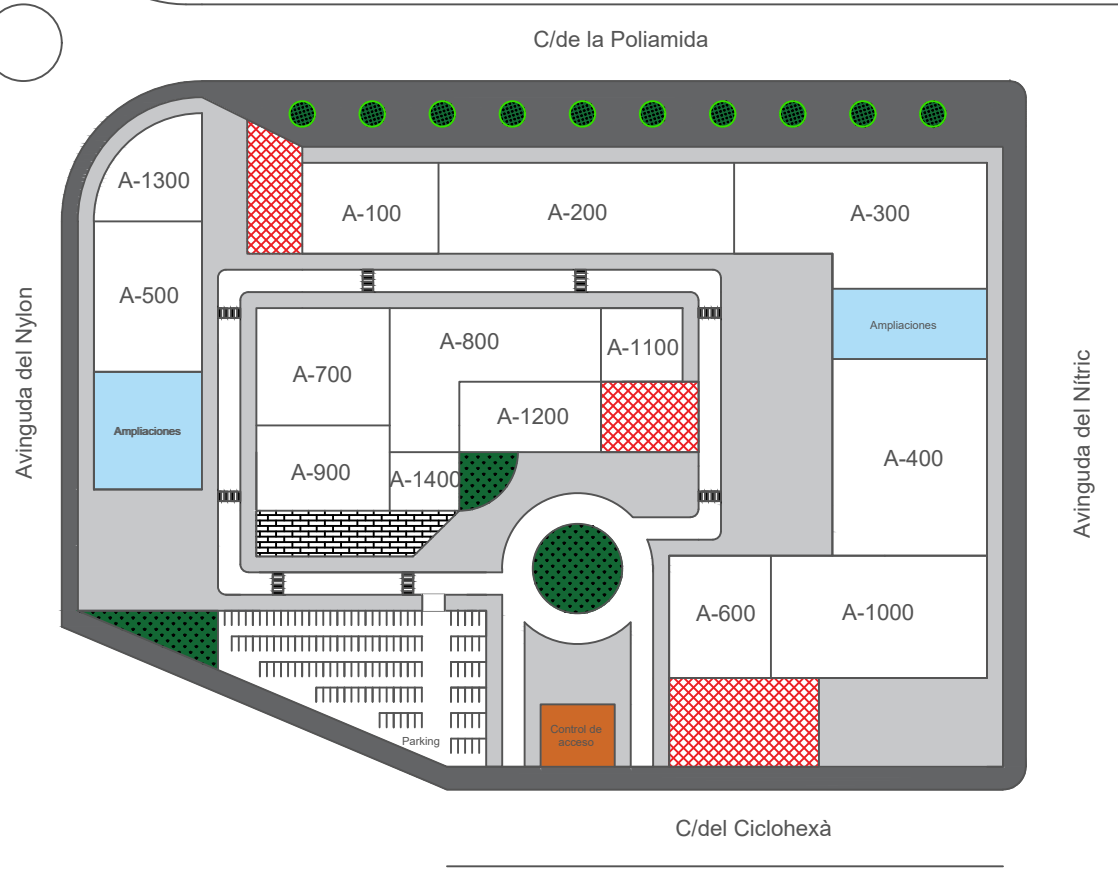 C/de la Poliamida
A-1300
A-100
A-200
A-300
A-500
Avinguda del Nylon
Ampliaciones
A-800
A-1100
A-700
Avinguda del Nítric
A-1200
Ampliaciones
A-900
A-1400
A-400
A-600
A-1000
Parking
Control de
acceso
C/del Ciclohexà